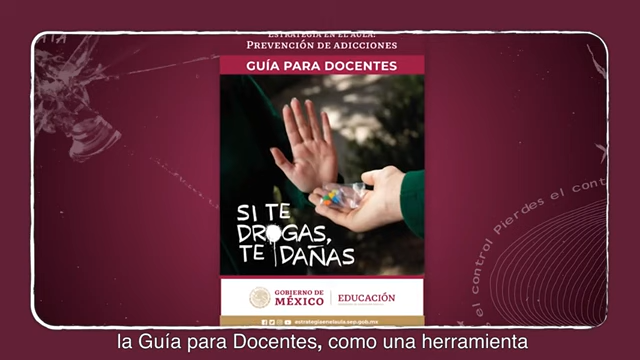 ESTRATEGIA EN EL AULA:
PREVENCIÓN DE ADICCIONES
GUÍA PARA DOCENTES
SI TE
DROGAS,
TE DAÑAS
GOBIERNO DE
MÉXICO
EDUCACIÓN
estrategiaenelaula.sep.gob.mx
el control Pierdes el cont
la Guía para Docentes, como una herramienta